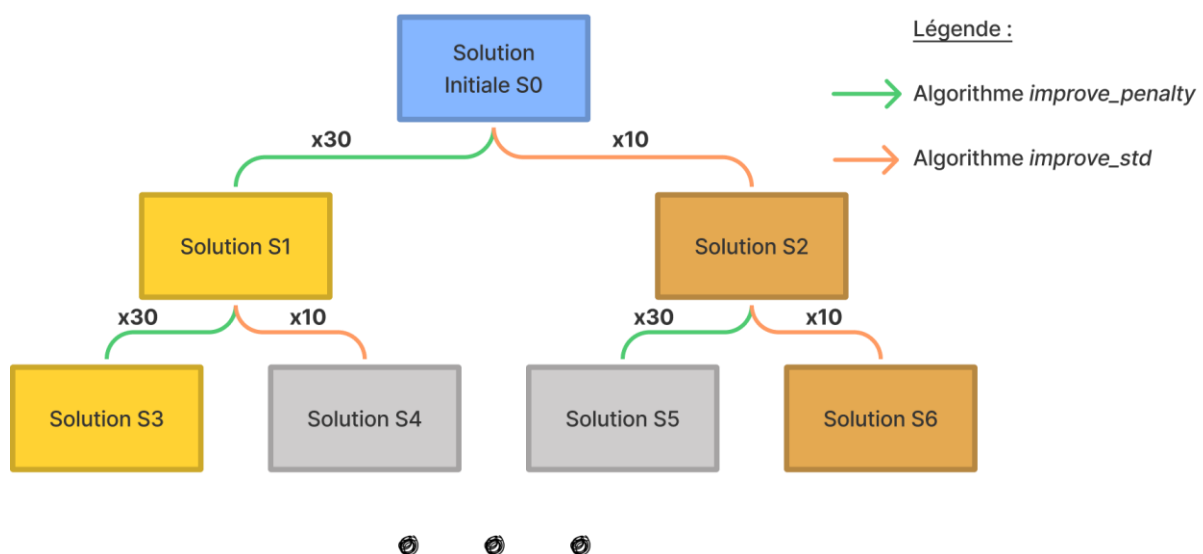 Solution
Initiale S0
Légende :
Algorithme improve_penalty
Algorithme improve_std
x30
x10
Solution S1
Solution S2
x30
x10
x30
x10
Solution S3
Solution S4
Solution S5
Solution S6